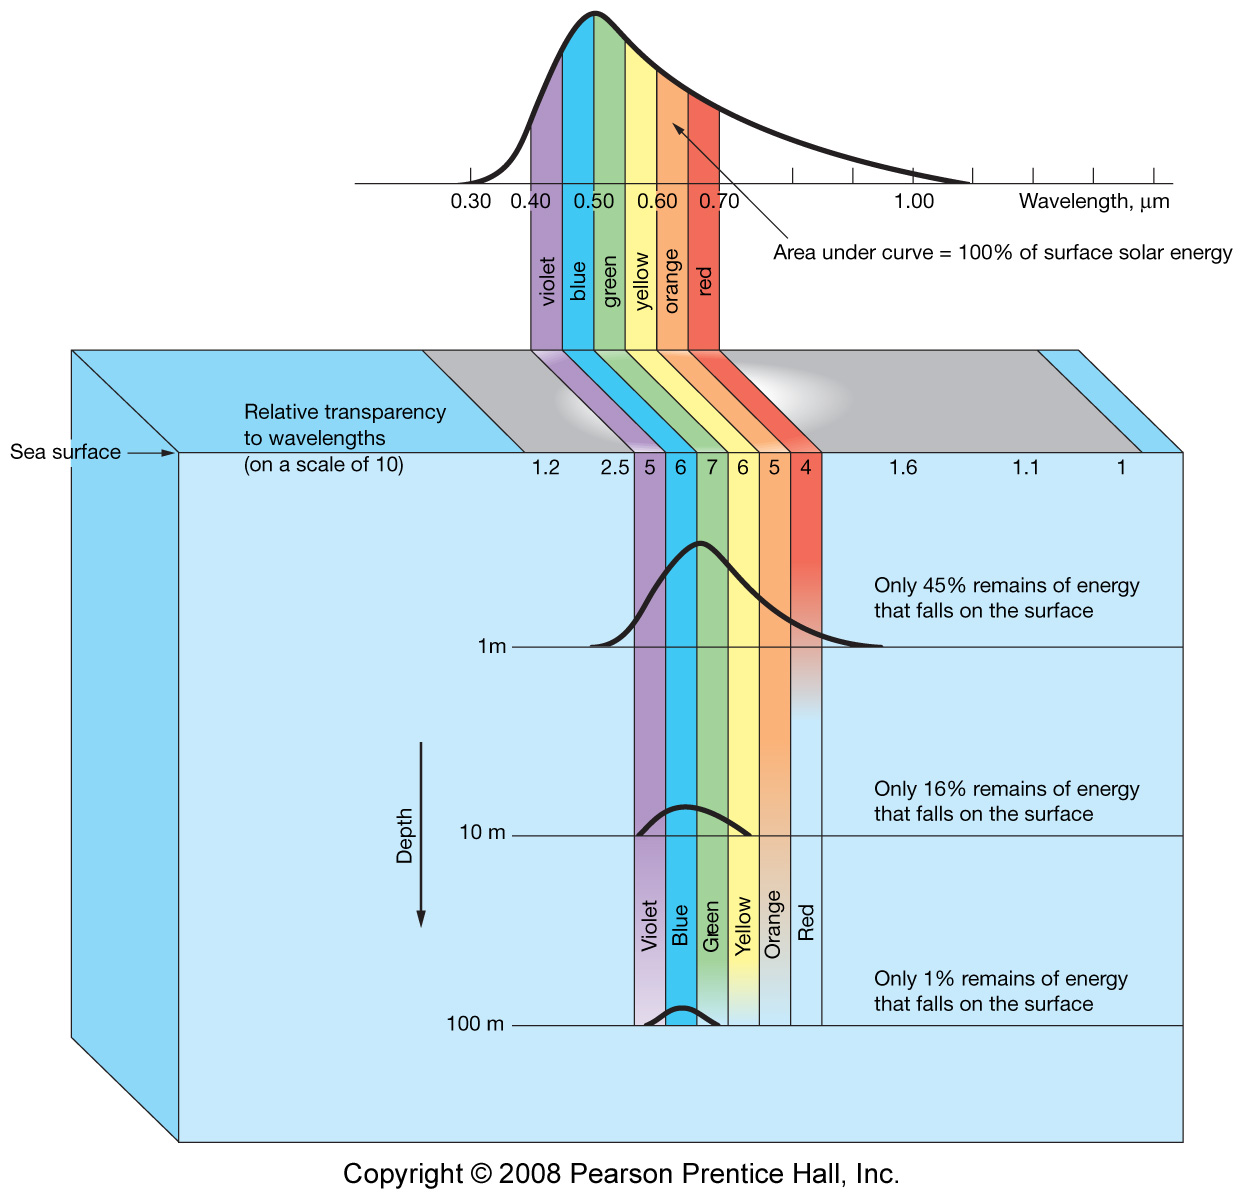 0.30 0.40 0.50 0.60 0.70 1.00 Wavelength, μm
Area under curve = 100% of surface solar energy
violet
blue
green
yellow
orange
red
Relative transparency
to wavelengths
(on a scale of 10)
Sea surface
1.2 2.5 5 6 7 6 5 4 1.6 1.1 1
Only 45% remains of energy
that falls on the surface
1m
Only 16% remains of energy
that falls on the surface
10 m
Depth
Violet
Blue
Green
Yellow
Orange
Red
Only 1% remains of energy
that falls on the surface
100 m
Copyright © 2008 Pearson Prentice Hall, Inc.